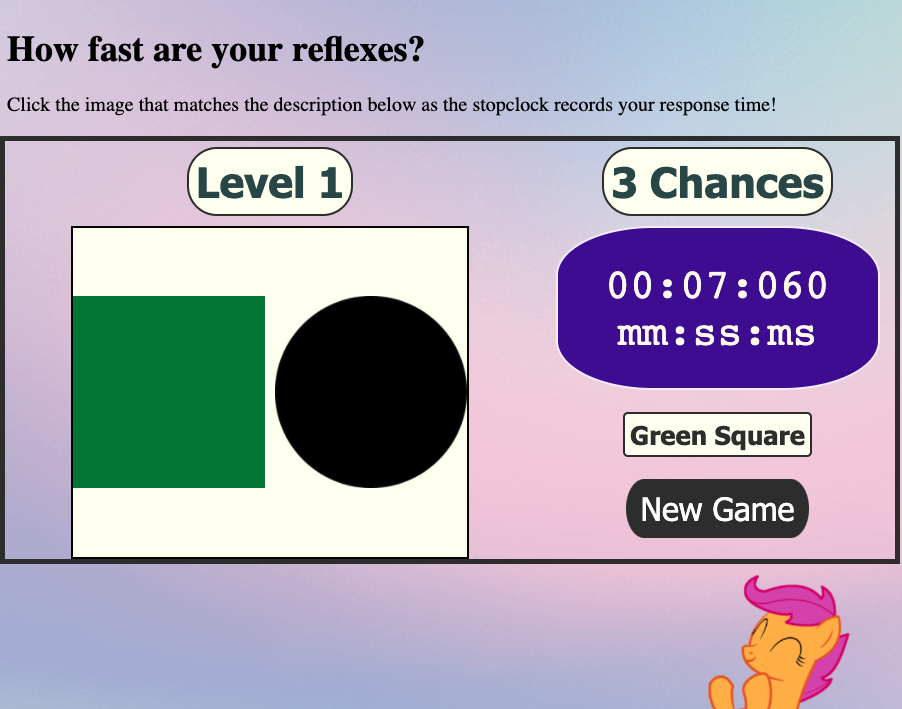 How fast are your reflexes?
Click the image that matches the description below as the stopclock records your response time!
Level 1
3 Chances
00:07:060
mm:ss:ms
Green Square
New Game